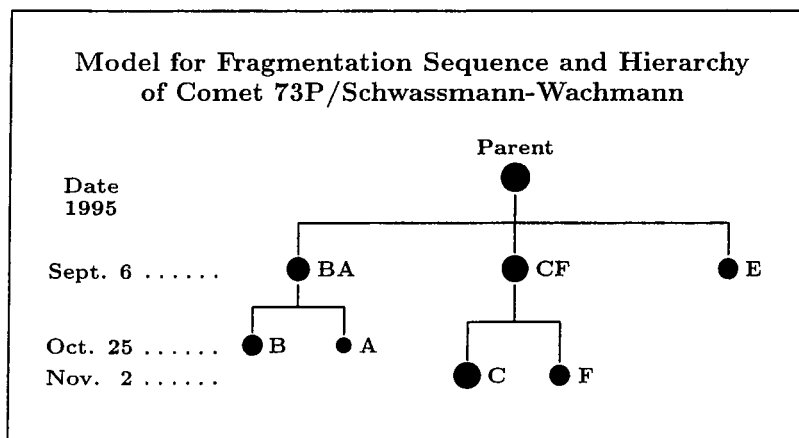 Model for Fragmentation Sequence and Hierarchy
of Comet 73P/Schwassmann-Wachmann
Parent
Date
1995
Sept. 6 ...... BA CF E
Oct. 25 ...... B A
Nov. 2 ...... C F